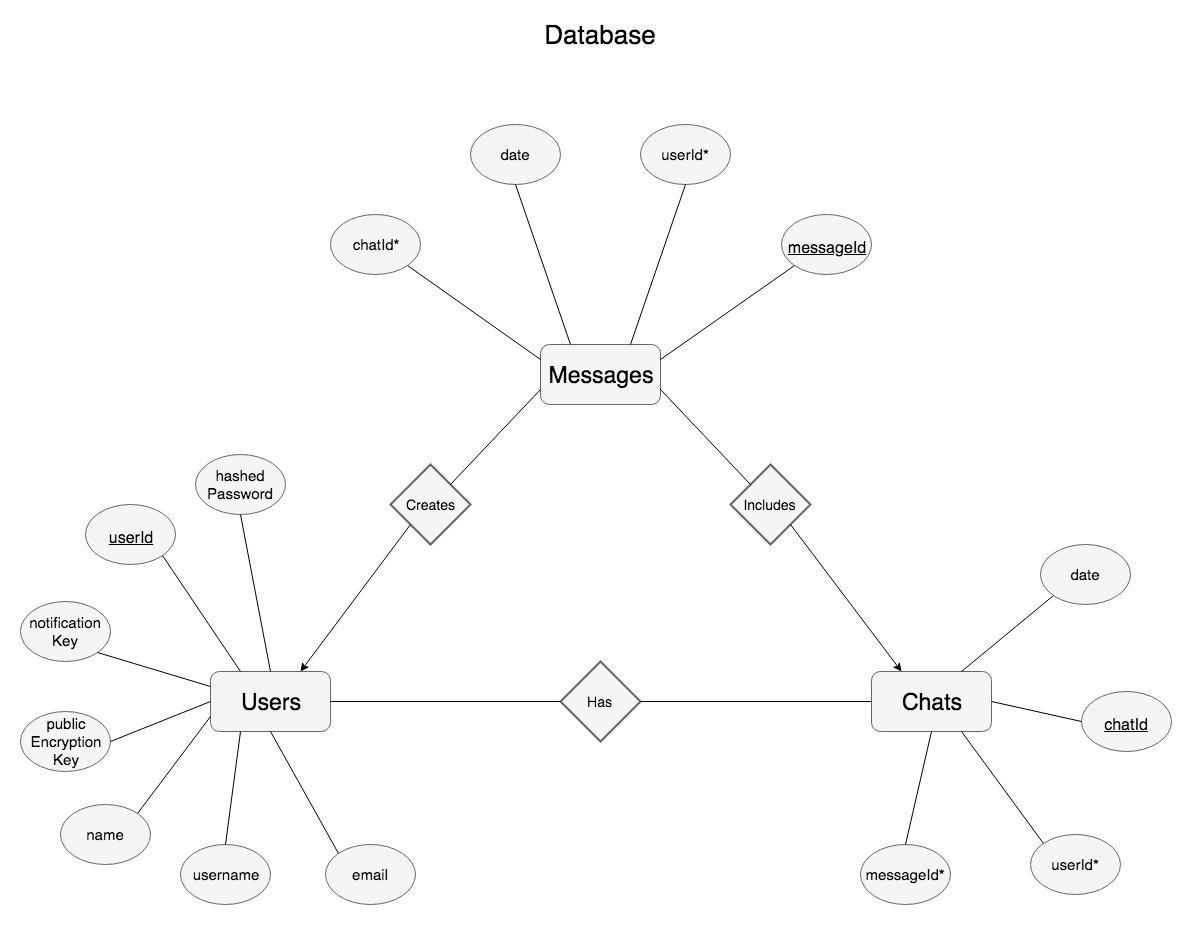 Database
date
userId*
chatId*
messageId
Messages
hashed
Password
Creates
Includes
userId
date
notification
Key
Users
Has
Chats
public
Encryption
Key
chatId
name
username
email
messageId*
userId*